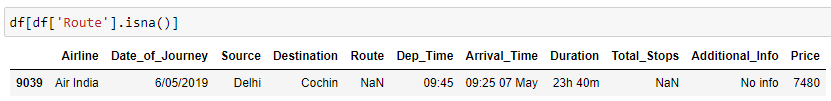 df[df['Route'].isna()]
Airline Date_of_Journey Source Destination Route Dep_Time Arrival_Time Duration Total_Stops Additional_Info Price
9039 Air India 6/05/2019 Delhi Cochin NaN 09:45 09:25 07 May 23h 40m NaN No info 7480